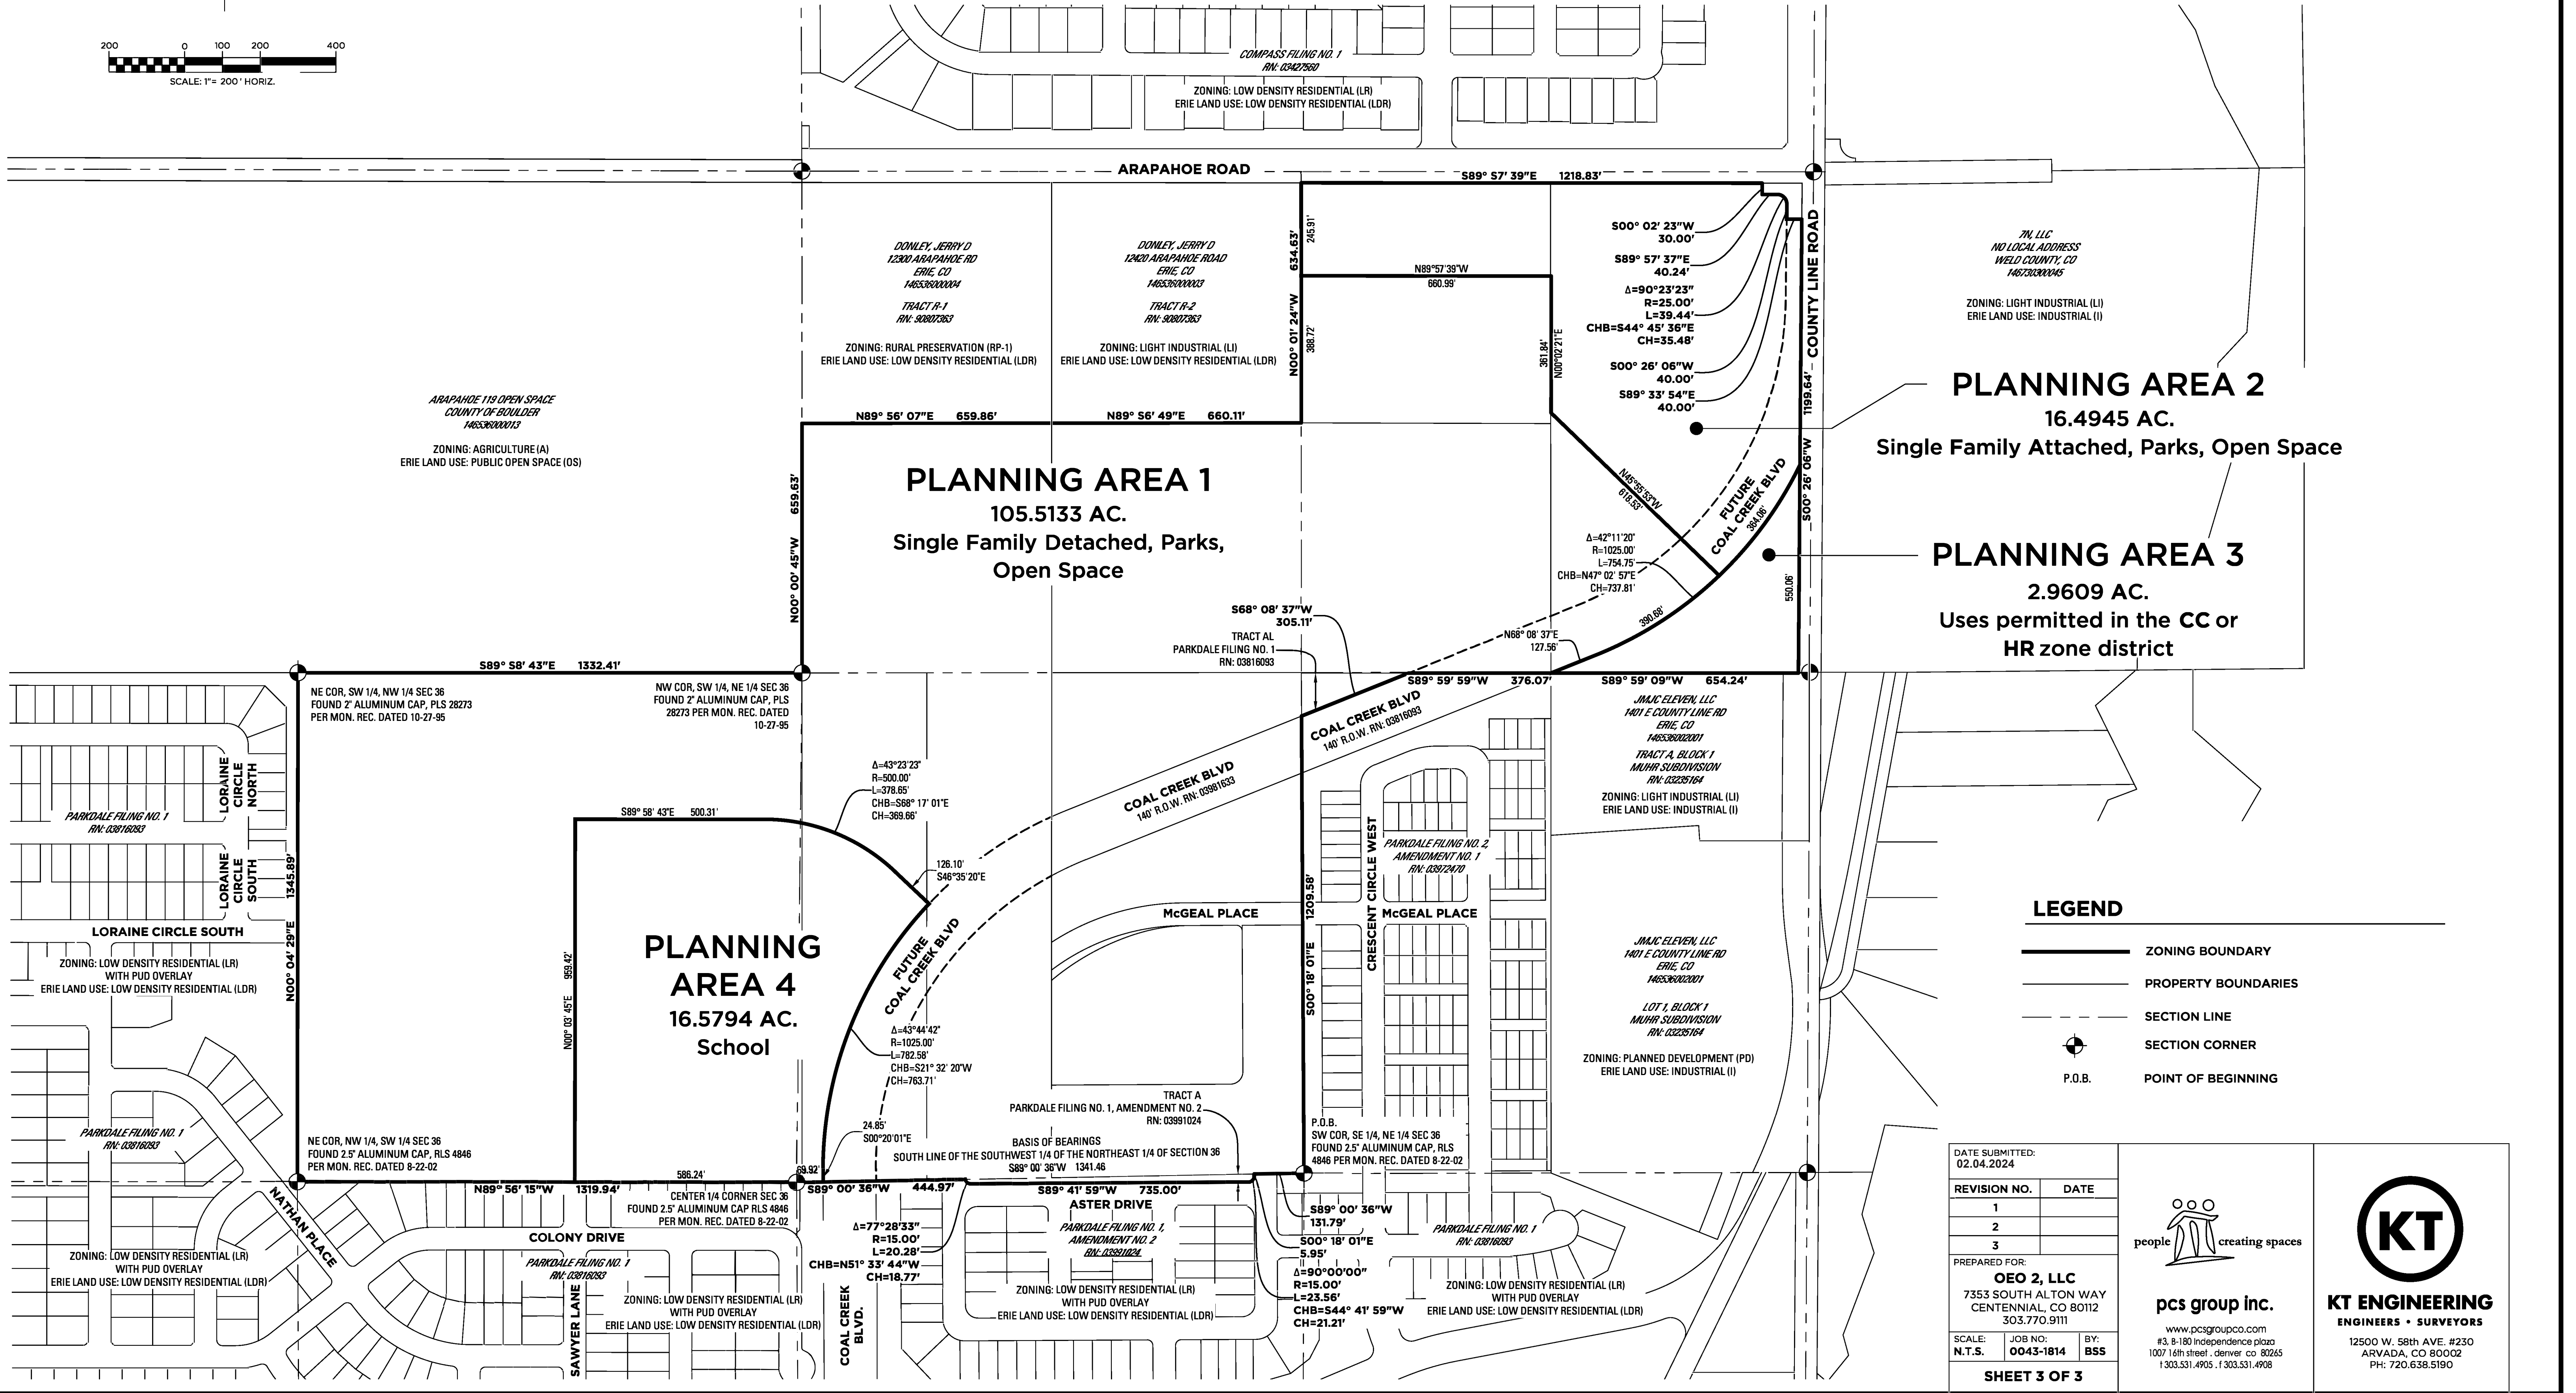 200 0 100 200 400
SCALE: 1"= 200 ' HORIZ.
COMPASS FILING NO. 1
RN: 03427560
ZONING: LOW DENSITY RESIDENTIAL (LR)
ERIE LAND USE: LOW DENSITY RESIDENTIAL (LDR)
ARAPAHOE ROAD
S89° S7' 39"E 1218.83'
COUNTY LINE ROAD
DONLEY, JERRY D
12300 ARAPAHOE RD
ERIE, CO
146536000004
TRACT R-1
RN: 90807363
ZONING: RURAL PRESERVATION (RP-1)
ERIE LAND USE: LOW DENSITY RESIDENTIAL (LDR)
DONLEY, JERRY D
12420 ARAPAHOE ROAD
ERIE, CO
146536000003
TRACT R-2
RN: 90807363
ZONING: LIGHT INDUSTRIAL (LI)
ERIE LAND USE: LOW DENSITY RESIDENTIAL (LDR)
N00° 01' 24"W 634.63'
245.91'
388.72'
N89°57'39"W
660.99'
361.84'
N00°02'21"E
S00° 02' 23"W
30.00'
S89° 57' 37"E
40.24'
Δ=90°23'23"
R=25.00'
L=39.44'
CHB=S44° 45' 36"E
CH=35.48'
S00° 26' 06"W
40.00'
S89° 33' 54"E
40.00'
1199.64'
S00° 26' 06"W
7N, LLC
NO LOCAL ADDRESS
WELD COUNTY, CO
146730300045
ZONING: LIGHT INDUSTRIAL (LI)
ERIE LAND USE: INDUSTRIAL (I)
PLANNING AREA 2
16.4945 AC.
Single Family Attached, Parks, Open Space
PLANNING AREA 3
2.9609 AC.
Uses permitted in the CC or
HR zone district
ARAPAHOE 119 OPEN SPACE
COUNTY OF BOULDER
146536000013
ZONING: AGRICULTURE (A)
ERIE LAND USE: PUBLIC OPEN SPACE (OS)
N89° 56' 07"E 659.86'
N89° S6' 49"E 660.11'
N00° 00' 45"W 659.63'
PLANNING AREA 1
105.5133 AC.
Single Family Detached, Parks,
Open Space
N45°55'53"W
618.53'
FUTURE
COAL CREEK BLVD
364.06'
Δ=42°11'20"
R=1025.00'
L=754.75'
CHB=N47° 02' 57"E
CH=737.81'
550.06'
390.68'
N68° 08' 37"E
127.56'
S68° 08' 37"W
305.11'
TRACT AL
PARKDALE FILING NO. 1
RN: 03816093
S89° S8' 43"E 1332.41'
S89° 59' 59"W 376.07'
S89° 59' 09"W 654.24'
NE COR, SW 1/4, NW 1/4 SEC 36
FOUND 2" ALUMINUM CAP, PLS 28273
PER MON. REC. DATED 10-27-95
NW COR, SW 1/4, NE 1/4 SEC 36
FOUND 2" ALUMINUM CAP, PLS
28273 PER MON. REC. DATED
10-27-95
COAL CREEK BLVD
140' R.O.W. RN: 03816093
COAL CREEK BLVD
140' R.O.W. RN: 03981633
JMJC ELEVEN, LLC
1401 E COUNTY LINE RD
ERIE, CO
146536002001
TRACT A, BLOCK 1
MUHR SUBDIVISION
RN: 03235164
ZONING: LIGHT INDUSTRIAL (LI)
ERIE LAND USE: INDUSTRIAL (I)
LORAINE
CIRCLE
NORTH
PARKDALE FILING NO. 1
RN: 03816093
LORAINE
CIRCLE
SOUTH
LORAINE CIRCLE SOUTH
N00° 04' 29"E 1345.89'
ZONING: LOW DENSITY RESIDENTIAL (LR)
WITH PUD OVERLAY
ERIE LAND USE: LOW DENSITY RESIDENTIAL (LDR)
S89° 58' 43"E 500.31'
Δ=43°23'23"
R=500.00'
L=378.65'
CHB=S68° 17' 01"E
CH=369.66'
126.10'
S46°35'20"E
N00° 03' 45"E 959.42'
PLANNING
AREA 4
16.5794 AC.
School
FUTURE
COAL CREEK BLVD
Δ=43°44'42"
R=1025.00'
L=782.58'
CHB=S21° 32' 20"W
CH=763.71'
24.85'
S00°20'01"E
McGEAL PLACE
McGEAL PLACE
CRESCENT CIRCLE WEST
S00° 18' 01"E 1209.58'
PARKDALE FILING NO. 2,
AMENDMENT NO. 1
RN: 03972470
JMJC ELEVEN, LLC
1401 E COUNTY LINE RD
ERIE, CO
146536002001
LOT 1, BLOCK 1
MUHR SUBDIVISION
RN: 03235164
ZONING: PLANNED DEVELOPMENT (PD)
ERIE LAND USE: INDUSTRIAL (I)
TRACT A
PARKDALE FILING NO. 1, AMENDMENT NO. 2
RN: 03991024
BASIS OF BEARINGS
SOUTH LINE OF THE SOUTHWEST 1/4 OF THE NORTHEAST 1/4 OF SECTION 36
S89° 00' 36"W 1341.46
P.O.B.
SW COR, SE 1/4, NE 1/4 SEC 36
FOUND 2.5" ALUMINUM CAP, RLS
4846 PER MON. REC. DATED 8-22-02
PARKDALE FILING NO. 1
RN: 03816093
NE COR, NW 1/4, SW 1/4 SEC 36
FOUND 2.5" ALUMINUM CAP, RLS 4846
PER MON. REC. DATED 8-22-02
N89° 56' 15"W 1319.94'
586.24'
69.92'
S89° 00' 36"W 444.97'
S89° 41' 59"W 735.00'
ASTER DRIVE
CENTER 1/4 CORNER SEC 36
FOUND 2.5" ALUMINUM CAP RLS 4846
PER MON. REC. DATED 8-22-02
NATHAN PLACE
COLONY DRIVE
ZONING: LOW DENSITY RESIDENTIAL (LR)
WITH PUD OVERLAY
ERIE LAND USE: LOW DENSITY RESIDENTIAL (LDR)
PARKDALE FILING NO. 1
RN: 03816093
SAWYER LANE
ZONING: LOW DENSITY RESIDENTIAL (LR)
WITH PUD OVERLAY
ERIE LAND USE: LOW DENSITY RESIDENTIAL (LDR)
COAL CREEK
BLVD.
Δ=77°28'33"
R=15.00'
L=20.28'
CHB=N51° 33' 44"W
CH=18.77'
PARKDALE FILING NO. 1,
AMENDMENT NO. 2
RN: 03991024
ZONING: LOW DENSITY RESIDENTIAL (LR)
WITH PUD OVERLAY
ERIE LAND USE: LOW DENSITY RESIDENTIAL (LDR)
S89° 00' 36"W
131.79'
S00° 18' 01"E
5.95'
Δ=90°00'00"
R=15.00'
L=23.56'
CHB=S44° 41' 59"W
CH=21.21'
PARKDALE FILING NO. 1
RN: 03816093
ZONING: LOW DENSITY RESIDENTIAL (LR)
WITH PUD OVERLAY
ERIE LAND USE: LOW DENSITY RESIDENTIAL (LDR)
LEGEND
ZONING BOUNDARY
PROPERTY BOUNDARIES
SECTION LINE
SECTION CORNER
P.O.B. POINT OF BEGINNING
DATE SUBMITTED:
02.04.2024
REVISION NO. DATE
1
2
3
PREPARED FOR:
OEO 2, LLC
7353 SOUTH ALTON WAY
CENTENNIAL, CO 80112
303.770.9111
SCALE: JOB NO: BY:
N.T.S. 0043-1814 BSS
SHEET 3 OF 3
people creating spaces
pcs group inc.
www.pcsgroupco.com
#3, B-180 independence plaza
1007 16th street . denver co 80265
t 303.531.4905 . f 303.531.4908
KT
KT ENGINEERING
ENGINEERS • SURVEYORS
12500 W. 58th AVE. #230
ARVADA, CO 80002
PH: 720.638.5190